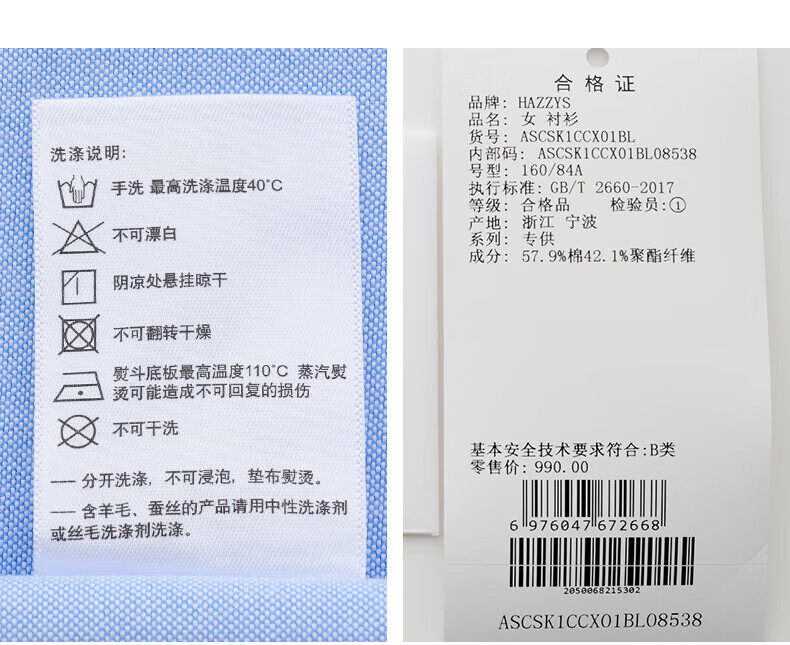 洗涤说明:
手洗 最高洗涤温度40°C
不可漂白
阴凉处悬挂晾干
不可翻转干燥
熨斗底板最高温度110°C 蒸汽熨
烫可能造成不可回复的损伤
不可干洗
—— 分开洗涤，不可浸泡，垫布熨烫。
—— 含羊毛、蚕丝的产品请用中性洗涤剂
或丝毛洗涤剂洗涤。
合格证
品牌: HAZZYS
品名: 女 衬衫
货号: ASCSK1CCX01BL
内部码: ASCSK1CCX01BL08538
号型: 160/84A
执行标准: GB/T 2660-2017
等级: 合格品 检验员:①
产地: 浙江 宁波
系列: 专供
成分: 57.9%棉42.1%聚酯纤维
基本安全技术要求符合:B类
零售价: 990.00
6 976047 672668
2050068215302
ASCSK1CCX01BL08538